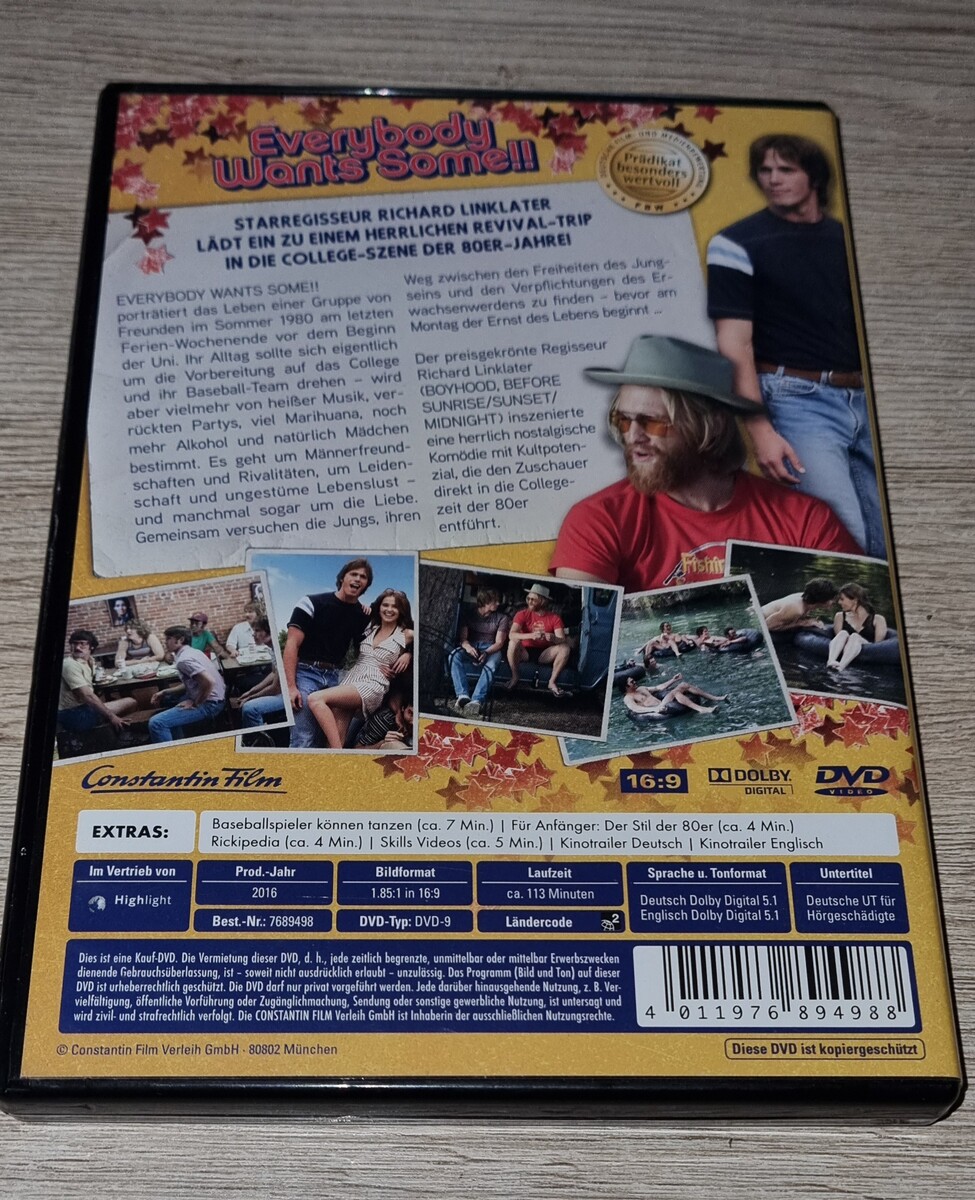 Everybody
Wants Some!!
DEUTSCHE FILM- UND MEDIENBEWERTUNG
Prädikat
besonders
wertvoll
FBW
STARREGISSEUR RICHARD LINKLATER
LÄDT EIN ZU EINEM HERRLICHEN REVIVAL-TRIP
IN DIE COLLEGE-SZENE DER 80ER-JAHRE!
EVERYBODY WANTS SOME!!
porträtiert das Leben einer Gruppe von
Freunden im Sommer 1980 am letzten
Ferien-Wochenende vor dem Beginn
der Uni. Ihr Alltag sollte sich eigentlich
um die Vorbereitung auf das College
und ihr Baseball-Team drehen – wird
aber vielmehr von heißer Musik, ver-
rückten Partys, viel Marihuana, noch
mehr Alkohol und natürlich Mädchen
bestimmt. Es geht um Männerfreund-
schaften und Rivalitäten, um Leiden-
schaft und ungestüme Lebenslust –
und manchmal sogar um die Liebe.
Gemeinsam versuchen die Jungs, ihren
Weg zwischen den Freiheiten des Jung-
seins und den Verpflichtungen des Er-
wachsenwerdens zu finden – bevor am
Montag der Ernst des Lebens beginnt ...
Der preisgekrönte Regisseur
Richard Linklater
(BOYHOOD, BEFORE
SUNRISE/SUNSET/
MIDNIGHT) inszenierte
eine herrlich nostalgische
Komödie mit Kultpoten-
zial, die den Zuschauer
direkt in die College-
zeit der 80er
entführt.
Constantin Film
16:9
DOLBY
DIGITAL
DVD
VIDEO
EXTRAS:
Baseballspieler können tanzen (ca. 7 Min.) | Für Anfänger: Der Stil der 80er (ca. 4 Min.)
Rickipedia (ca. 4 Min.) | Skills Videos (ca. 5 Min.) | Kinotrailer Deutsch | Kinotrailer Englisch
Im Vertrieb von
Highlight
Prod.-Jahr
2016
Bildformat
1.85:1 in 16:9
Laufzeit
ca. 113 Minuten
Best.-Nr.: 7689498
DVD-Typ: DVD-9
Ländercode
2
Sprache u. Tonformat
Deutsch Dolby Digital 5.1
Englisch Dolby Digital 5.1
Untertitel
Deutsche UT für
Hörgeschädigte
Dies ist eine Kauf-DVD. Die Vermietung dieser DVD, d. h., jede zeitlich begrenzte, unmittelbar oder mittelbar Erwerbszwecken
dienende Gebrauchsüberlassung, ist – soweit nicht ausdrücklich erlaubt – unzulässig. Das Programm (Bild und Ton) auf dieser
DVD ist urheberrechtlich geschützt. Die DVD darf nur privat vorgeführt werden. Jede darüber hinausgehende Nutzung, z. B. Ver-
vielfältigung, öffentliche Vorführung oder Zugänglichmachung, Sendung oder sonstige gewerbliche Nutzung, ist untersagt und
wird zivil- und strafrechtlich verfolgt. Die CONSTANTIN FILM Verleih GmbH ist Inhaberin der ausschließlichen Nutzungsrechte.
4 011976 894988
© Constantin Film Verleih GmbH · 80802 München
Diese DVD ist kopiergeschützt